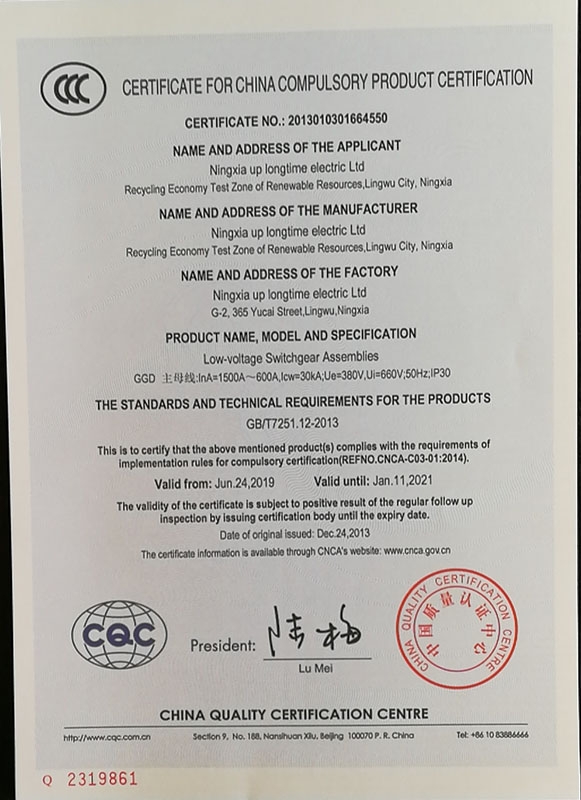 CCC
CERTIFICATE FOR CHINA COMPULSORY PRODUCT CERTIFICATION
CERTIFICATE NO.: 2013010301664550
NAME AND ADDRESS OF THE APPLICANT
Ningxia up longtime electric Ltd
Recycling Economy Test Zone of Renewable Resources,Lingwu City, Ningxia
NAME AND ADDRESS OF THE MANUFACTURER
Ningxia up longtime electric Ltd
Recycling Economy Test Zone of Renewable Resources,Lingwu City, Ningxia
NAME AND ADDRESS OF THE FACTORY
Ningxia up longtime electric Ltd
G-2, 365 Yucai Street,Lingwu,Ningxia
PRODUCT NAME, MODEL AND SPECIFICATION
Low-voltage Switchgear Assemblies
GGD 主母线:InA=1500A～600A,Icw=30kA;Ue=380V,Ui=660V;50Hz;IP30
THE STANDARDS AND TECHNICAL REQUIREMENTS FOR THE PRODUCTS
GB/T7251.12-2013
This is to certify that the above mentioned product(s) complies with the requirements of
implementation rules for compulsory certification(REFNO.CNCA-C03-01:2014).
Valid from: Jun.24,2019 Valid until: Jan.11,2021
The validity of the certificate is subject to positive result of the regular follow up
inspection by issuing certification body until the expiry date.
Date of original issued: Dec.24,2013
The certificate information is available through CNCA's website: www.cnca.gov.cn
CQC
President: 陆梅
Lu Mei
CHINA QUALITY CERTIFICATION CENTRE
中国质量认证中心
CHINA QUALITY CERTIFICATION CENTRE
http://www.cqc.com.cn Section 9, No. 188, Nansihuan Xilu, Beijing 100070 P. R. China Tel: +86 10 83886666
Q 2319861